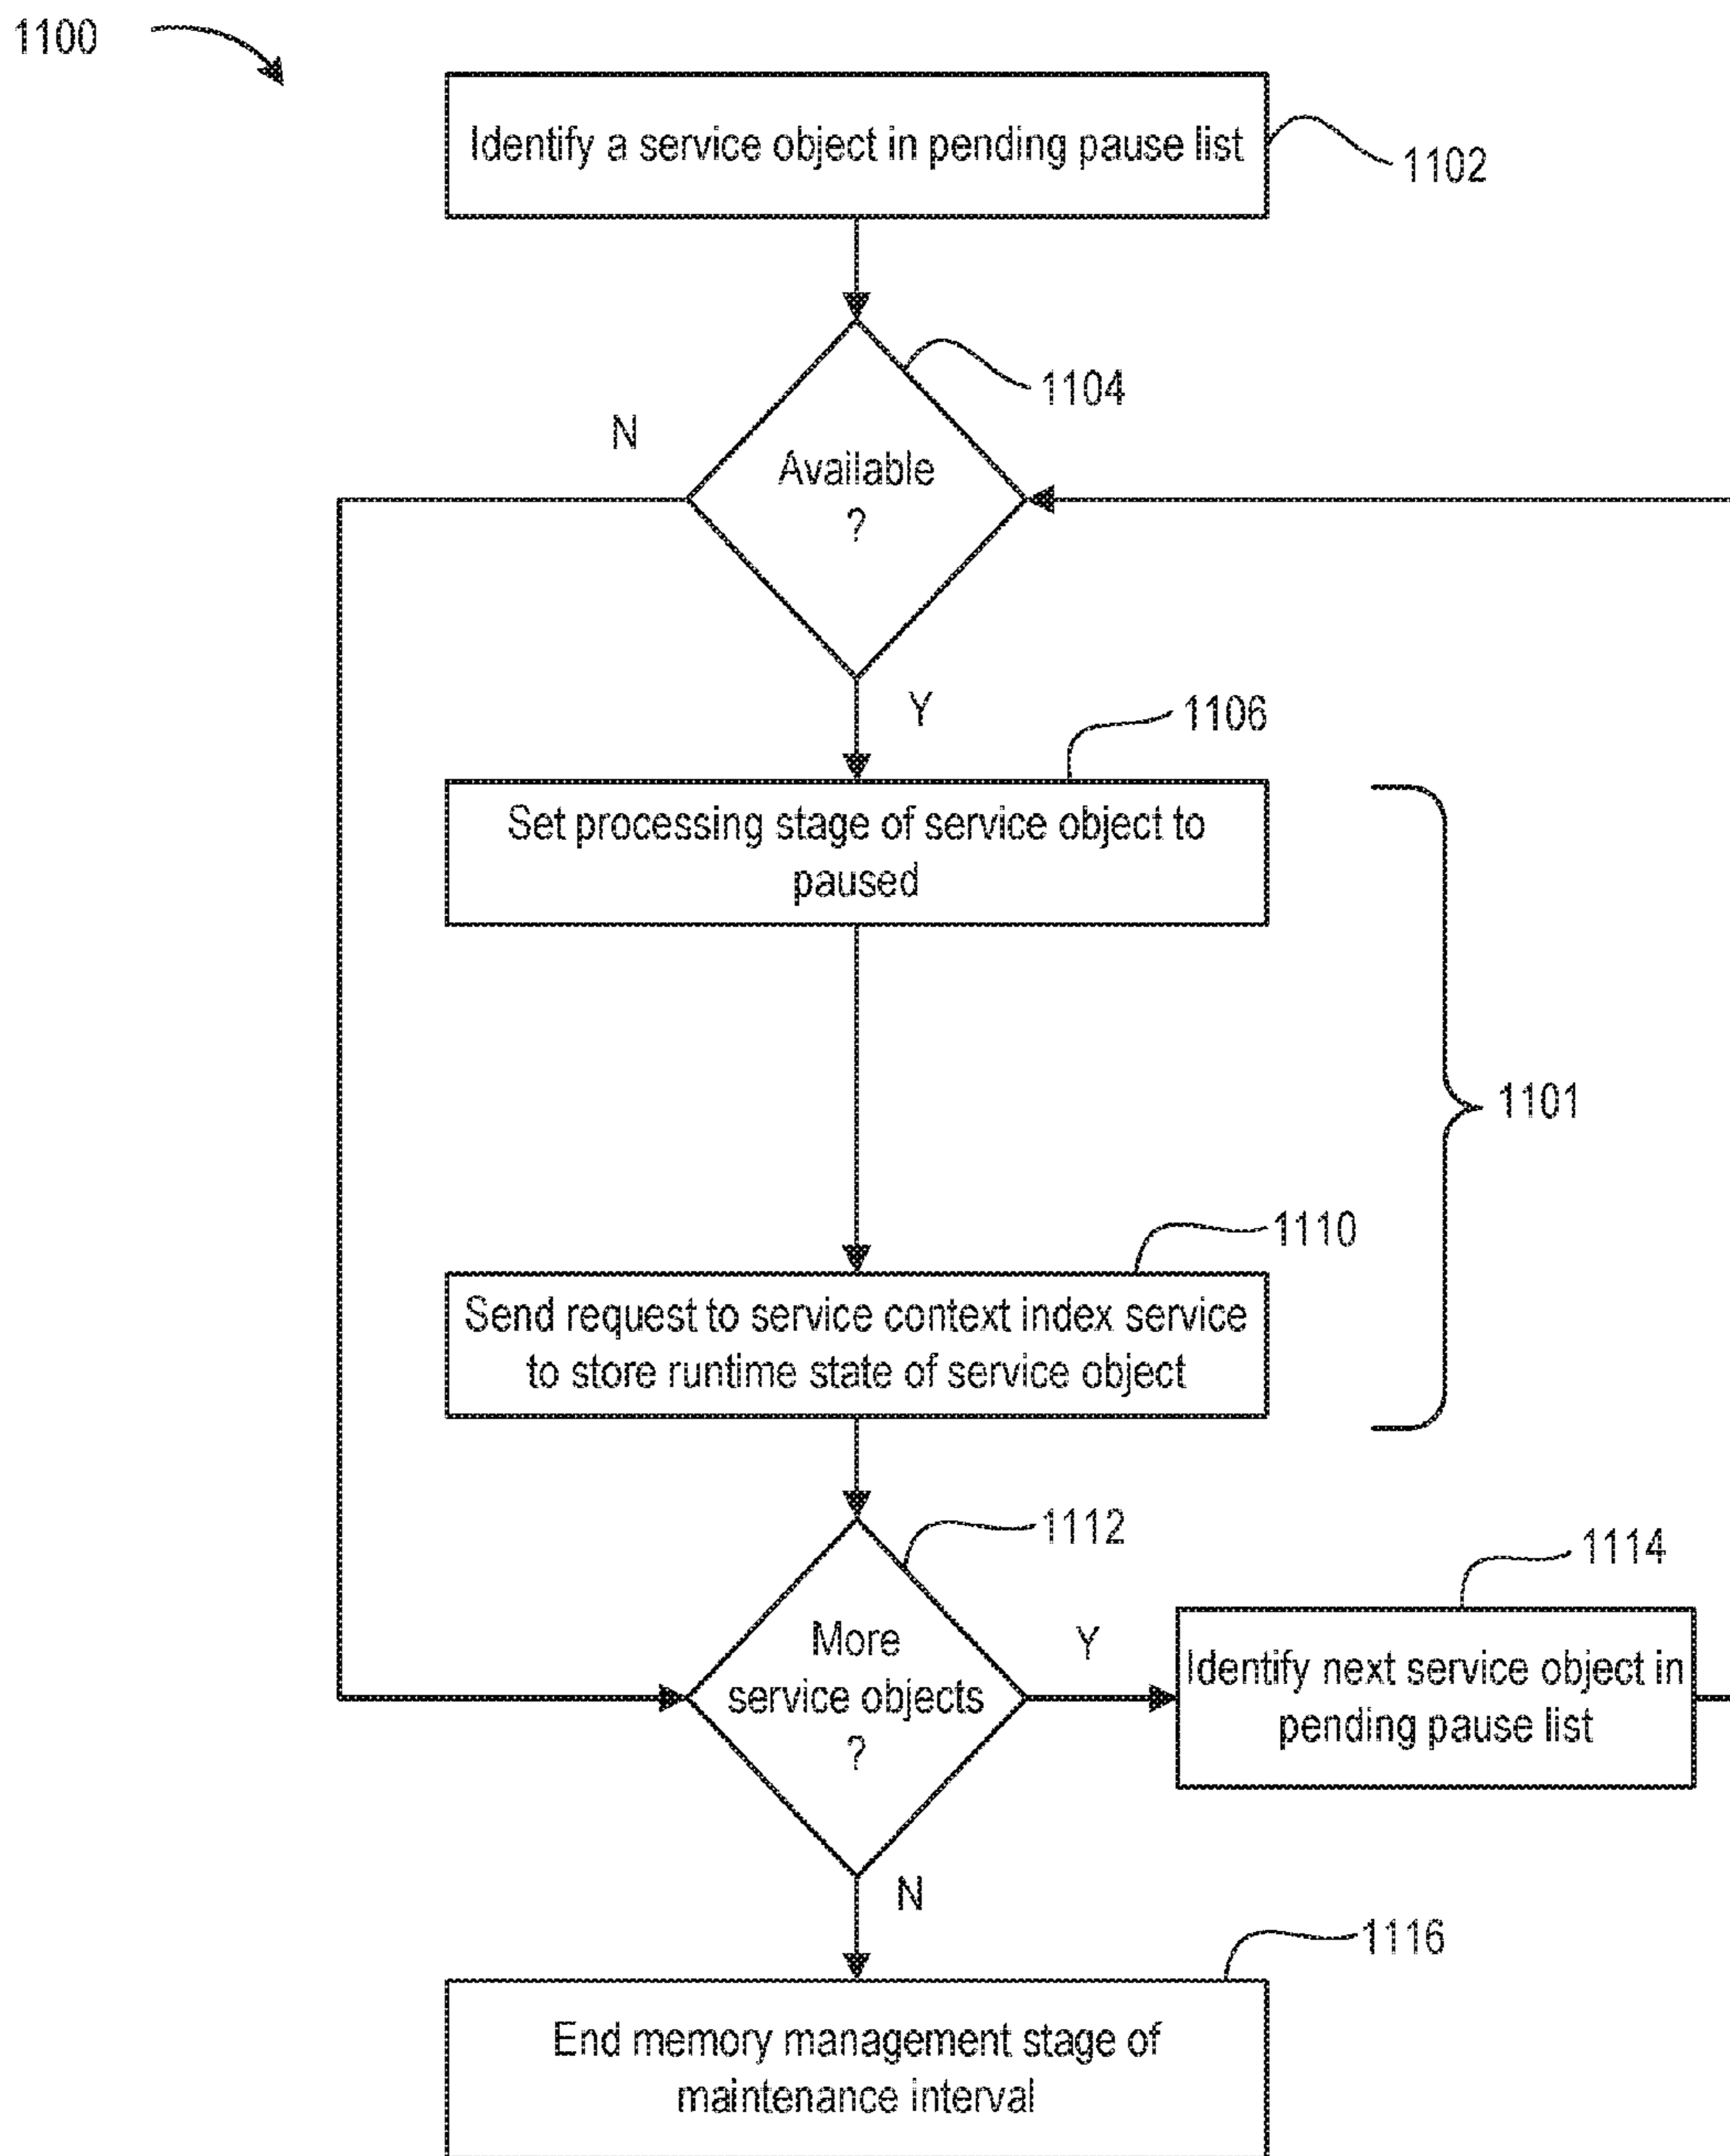 1100
Identify a service object in pending pause list
1102
1104
N
Available
?
Y
1106
Set processing stage of service object to
paused
1101
1110
Send request to service context index service
to store runtime state of service object
1112
1114
More
service objects
?
Y
Identify next service object in
pending pause list
N
1116
End memory management stage of
maintenance interval